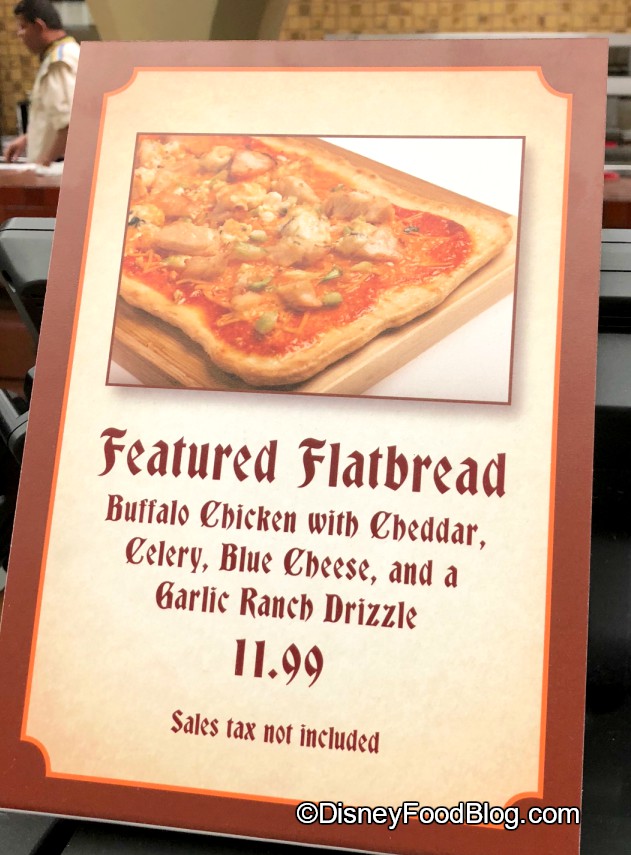 Featured Flatbread
Buffalo Chicken with Cheddar,
Celery, Blue Cheese, and a
Garlic Ranch Drizzle
11.99
Sales tax not included
©DisneyFoodBlog.com